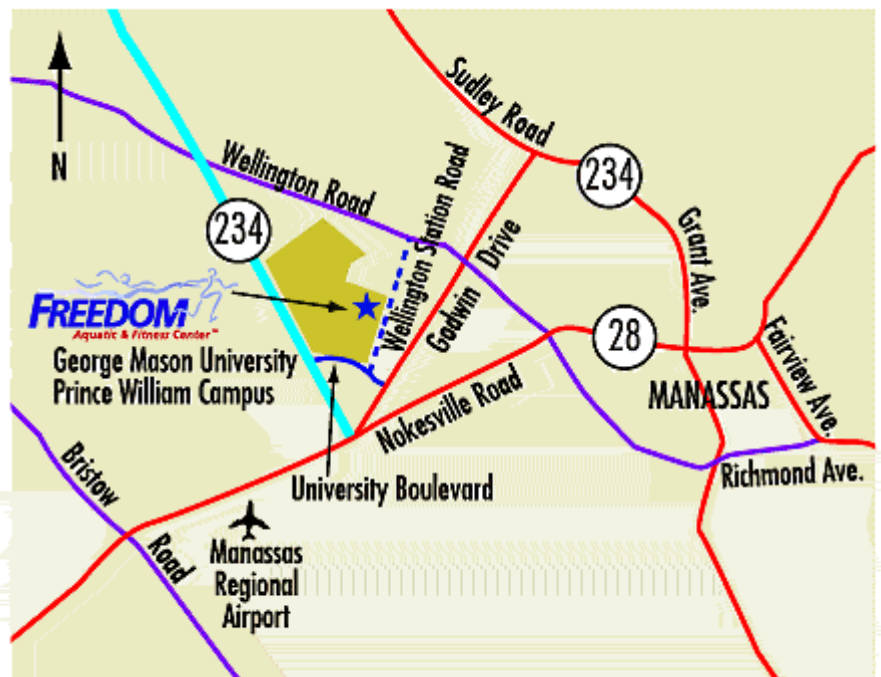 Sudley Road
N
Wellington Road
Wellington Station Road
234
234
Grant Ave.
Godwin Drive
FREEDOM
Aquatic & Fitness Center™
George Mason University
Prince William Campus
28
Fairview Ave.
MANASSAS
Nokesville Road
Bristow
Road
University Boulevard
Richmond Ave.
Manassas
Regional
Airport